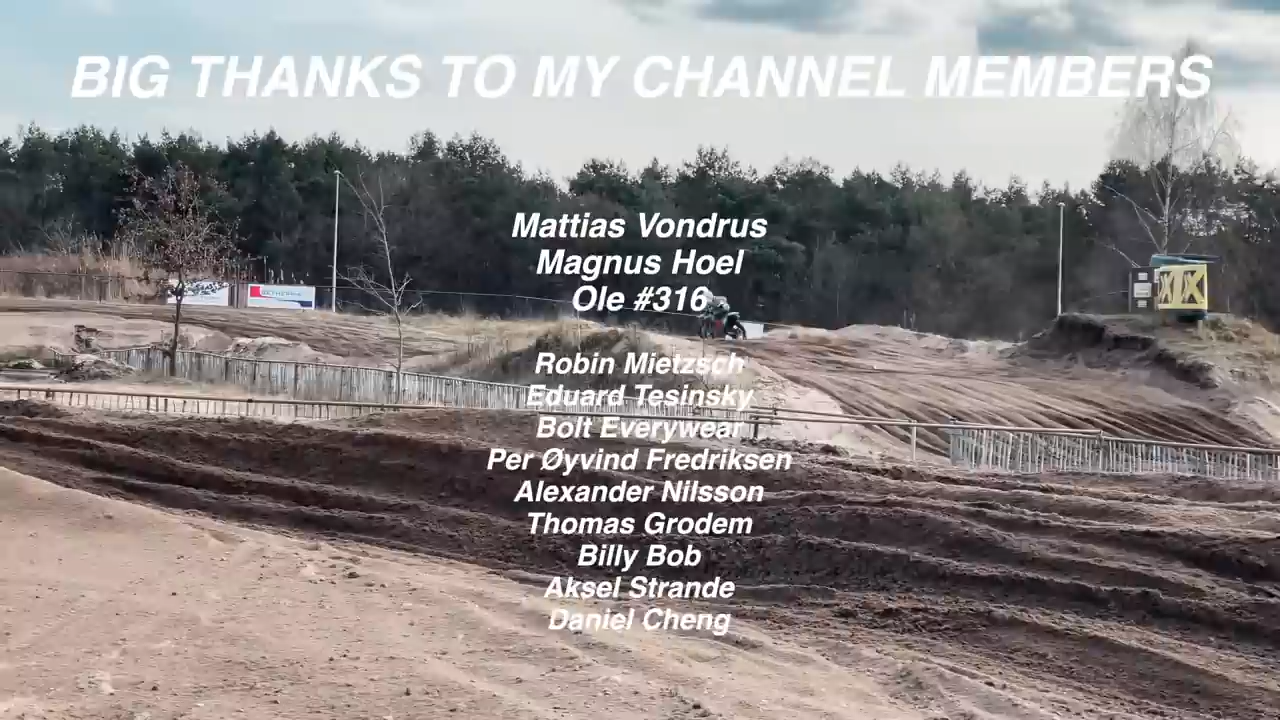 BIG THANKS TO MY CHANNEL MEMBERS
Mattias Vondrus
Magnus Hoel
Ole #316
Robin Mietzsch
Eduard Tesinsky
Bolt Everywear
Per Øyvind Fredriksen
Alexander Nilsson
Thomas Grodem
Billy Bob
Aksel Strande
Daniel Cheng